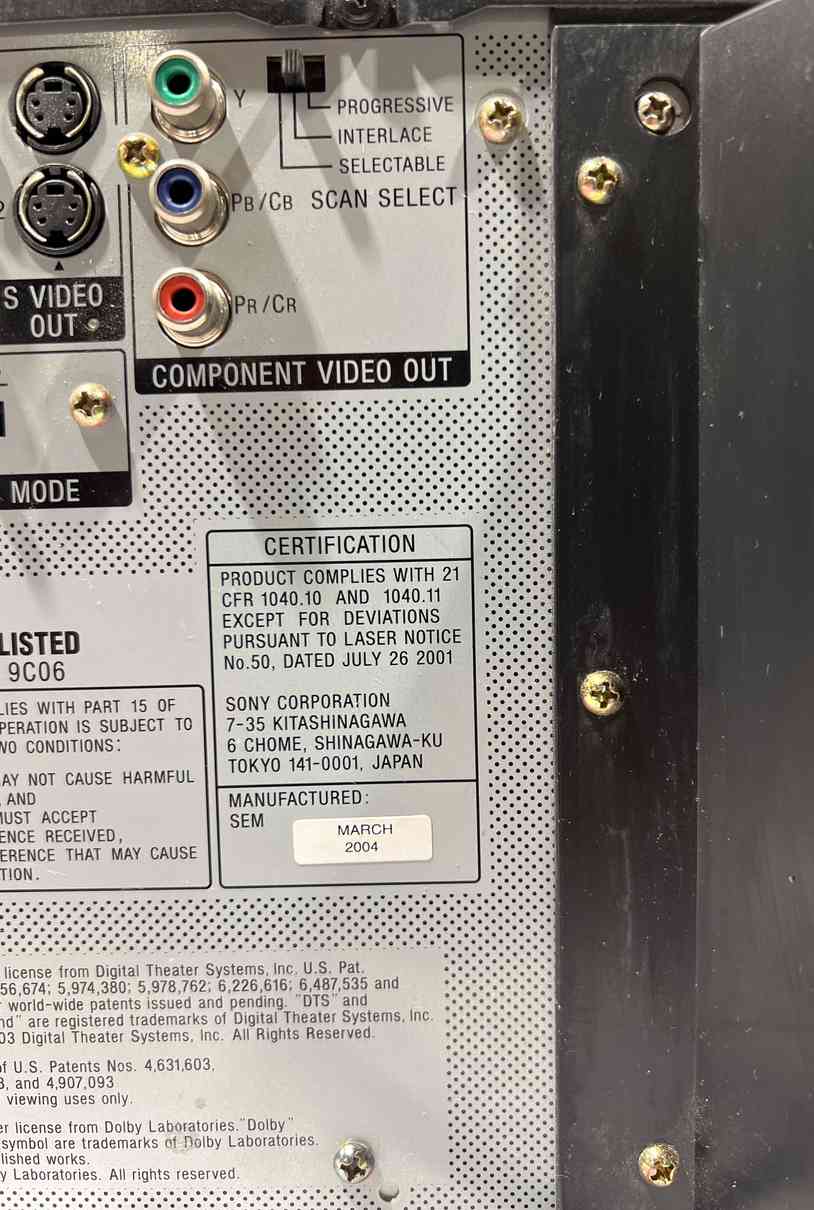 Y
PROGRESSIVE
INTERLACE
SELECTABLE
2
PB/CB SCAN SELECT
PR/CR
S VIDEO
OUT
COMPONENT VIDEO OUT
MODE
CERTIFICATION
PRODUCT COMPLIES WITH 21
CFR 1040.10 AND 1040.11
EXCEPT FOR DEVIATIONS
PURSUANT TO LASER NOTICE
No.50, DATED JULY 26 2001
SONY CORPORATION
7-35 KITASHINAGAWA
6 CHOME, SHINAGAWA-KU
TOKYO 141-0001, JAPAN
MANUFACTURED:
SEM
MARCH
2004
LISTED
9C06
LIES WITH PART 15 OF
PERATION IS SUBJECT TO
WO CONDITIONS:
AY NOT CAUSE HARMFUL
, AND
MUST ACCEPT
ENCE RECEIVED,
ERENCE THAT MAY CAUSE
TION.
license from Digital Theater Systems, Inc. U.S. Pat.
56,674; 5,974,380; 5,978,762; 6,226,616; 6,487,535 and
r world-wide patents issued and pending. "DTS" and
nd" are registered trademarks of Digital Theater Systems, Inc.
03 Digital Theater Systems, Inc. All Rights Reserved.
of U.S. Patents Nos. 4,631,603,
3, and 4,907,093
viewing uses only.
er license from Dolby Laboratories."Dolby"
symbol are trademarks of Dolby Laboratories.
lished works.
y Laboratories. All rights reserved.